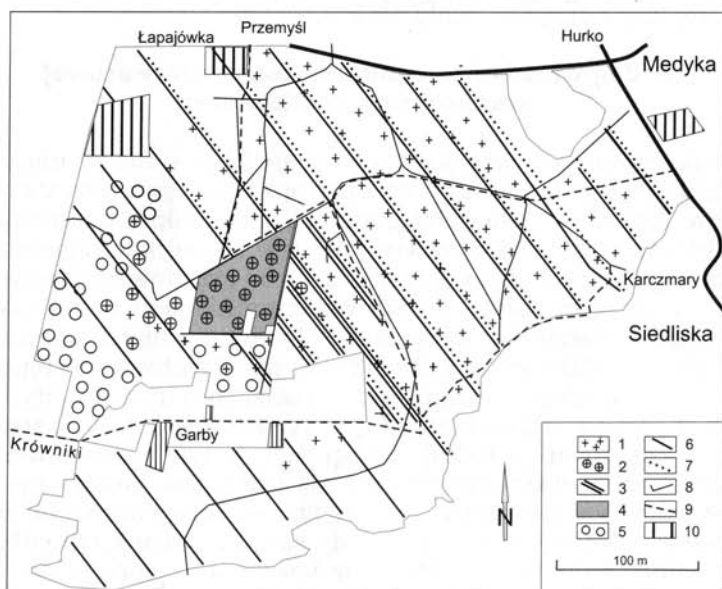 Przemyśl
Łapajówka
Hurko
Medyka
Karczmary
Siedliska
Garby
Krówniki
N
1 6
2 7
3 8
4 9
5 10
100 m